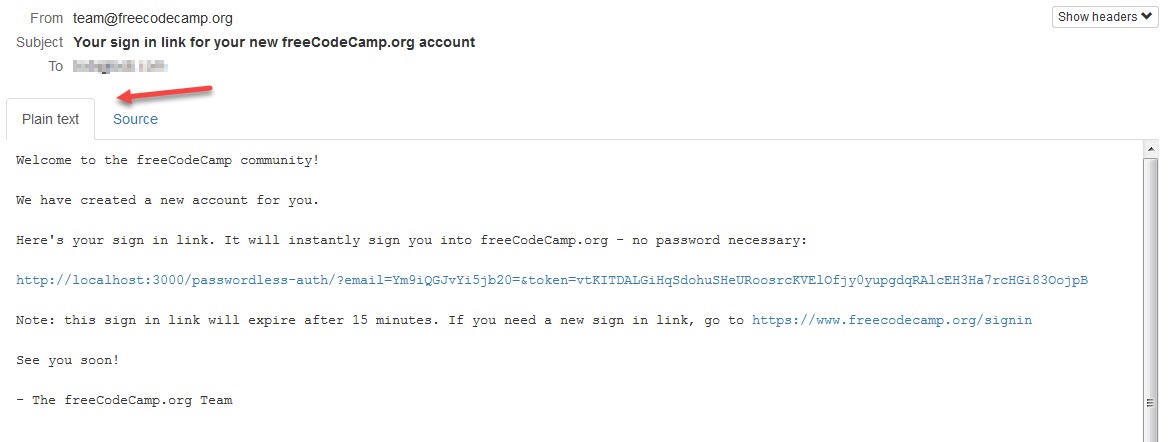 From team@freecodecamp.org
Show headers
Subject Your sign in link for your new freeCodeCamp.org account
To
Plain text
Source
Welcome to the freeCodeCamp community!
We have created a new account for you.
Here's your sign in link. It will instantly sign you into freeCodeCamp.org - no password necessary:
http://localhost:3000/passwordless-auth/?email=Ym9iQGJvYi5jb20=&token=vtKITDALGiHqSdohuSHeURoosrcKVElOfjy0yupgdqRAlcEH3Ha7rcHGi83OojpB
Note: this sign in link will expire after 15 minutes. If you need a new sign in link, go to https://www.freecodecamp.org/signin
See you soon!
- The freeCodeCamp.org Team